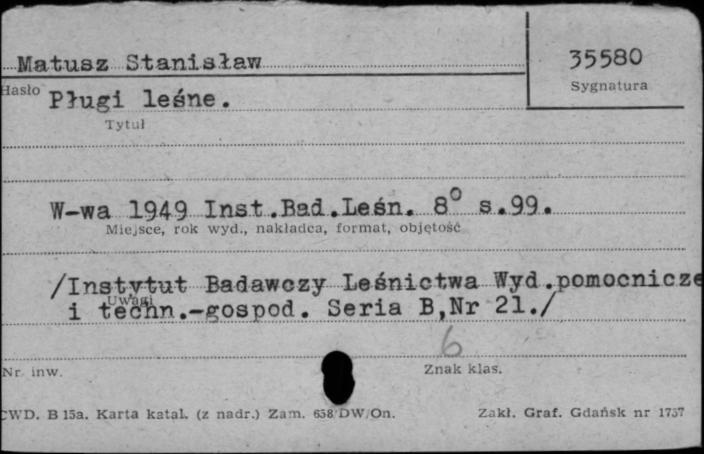 Matusz Stanisław
35580
Hasło
Sygnatura
Pługi leśne.
Tytuł
W-wa 1949 Inst.Bad.Leśn. 8° s.99.
Miejsce, rok wyd., nakładca, format, objętość
/Instytut Badawczy Leśnictwa Wyd.pomocnicze
Uwagi
i techn.-gospod. Seria B,Nr 21./
6
Nr inw.
Znak klas.
CWD. B 15a. Karta katal. (z nadr.) Zam. 658/DW/On.
Zakł. Graf. Gdańsk nr 1757